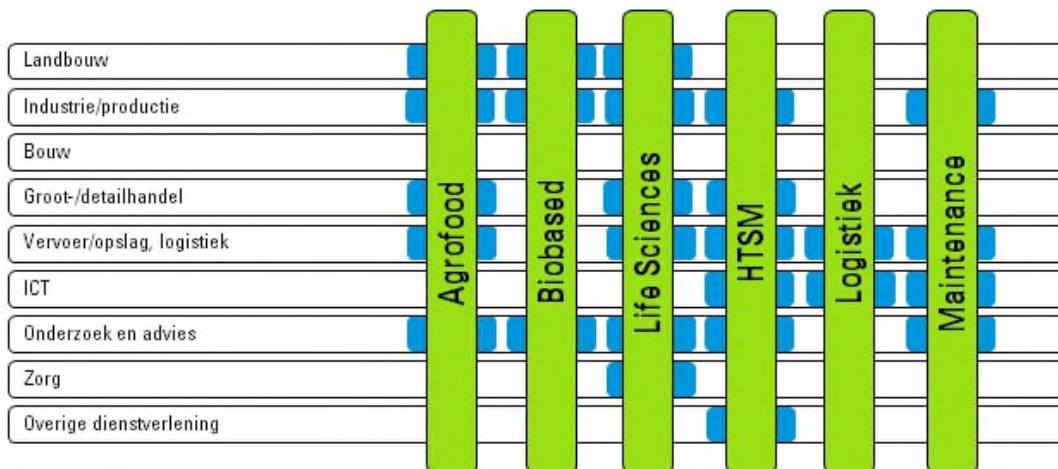 Landbouw
Industrie/productie
Bouw
Groot-/detailhandel
Vervoer/opslag, logistiek
ICT
Onderzoek en advies
Zorg
Overige dienstverlening
Agrofood
Biobased
Life Sciences
HTSM
Logistiek
Maintenance